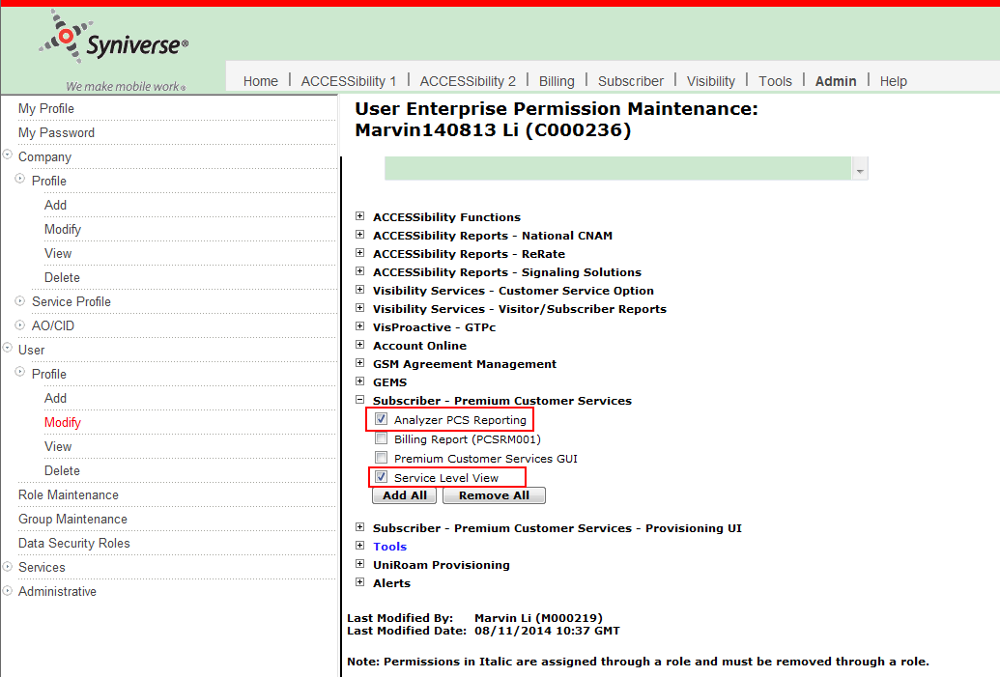 Syniverse®
We make mobile work®
Home | ACCESSibility 1 | ACCESSibility 2 | Billing | Subscriber | Visibility | Tools | Admin | Help
My Profile
My Password
Company
Profile
Add
Modify
View
Delete
Service Profile
AO/CID
User
Profile
Add
Modify
View
Delete
Role Maintenance
Group Maintenance
Data Security Roles
Services
Administrative
User Enterprise Permission Maintenance:
Marvin140813 Li (C000236)
ACCESSibility Functions
ACCESSibility Reports - National CNAM
ACCESSibility Reports - ReRate
ACCESSibility Reports - Signaling Solutions
Visibility Services - Customer Service Option
Visibility Services - Visitor/Subscriber Reports
VisProactive - GTPc
Account Online
GSM Agreement Management
GEMS
Subscriber - Premium Customer Services
Analyzer PCS Reporting
Billing Report (PCSRM001)
Premium Customer Services GUI
Service Level View
Add All Remove All
Subscriber - Premium Customer Services - Provisioning UI
Tools
UniRoam Provisioning
Alerts
Last Modified By: Marvin Li (M000219)
Last Modified Date: 08/11/2014 10:37 GMT
Note: Permissions in Italic are assigned through a role and must be removed through a role.